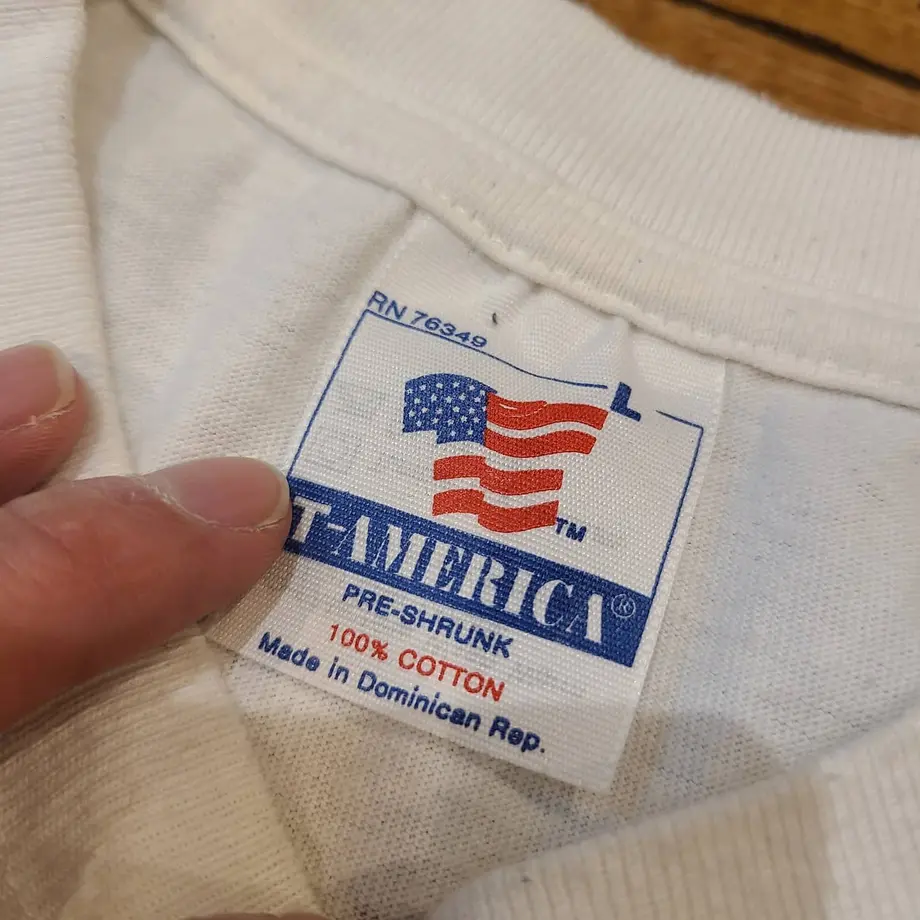 RN 76349
L
TM
T-AMERICA®
PRE-SHRUNK
100% COTTON
Made in Dominican Rep.